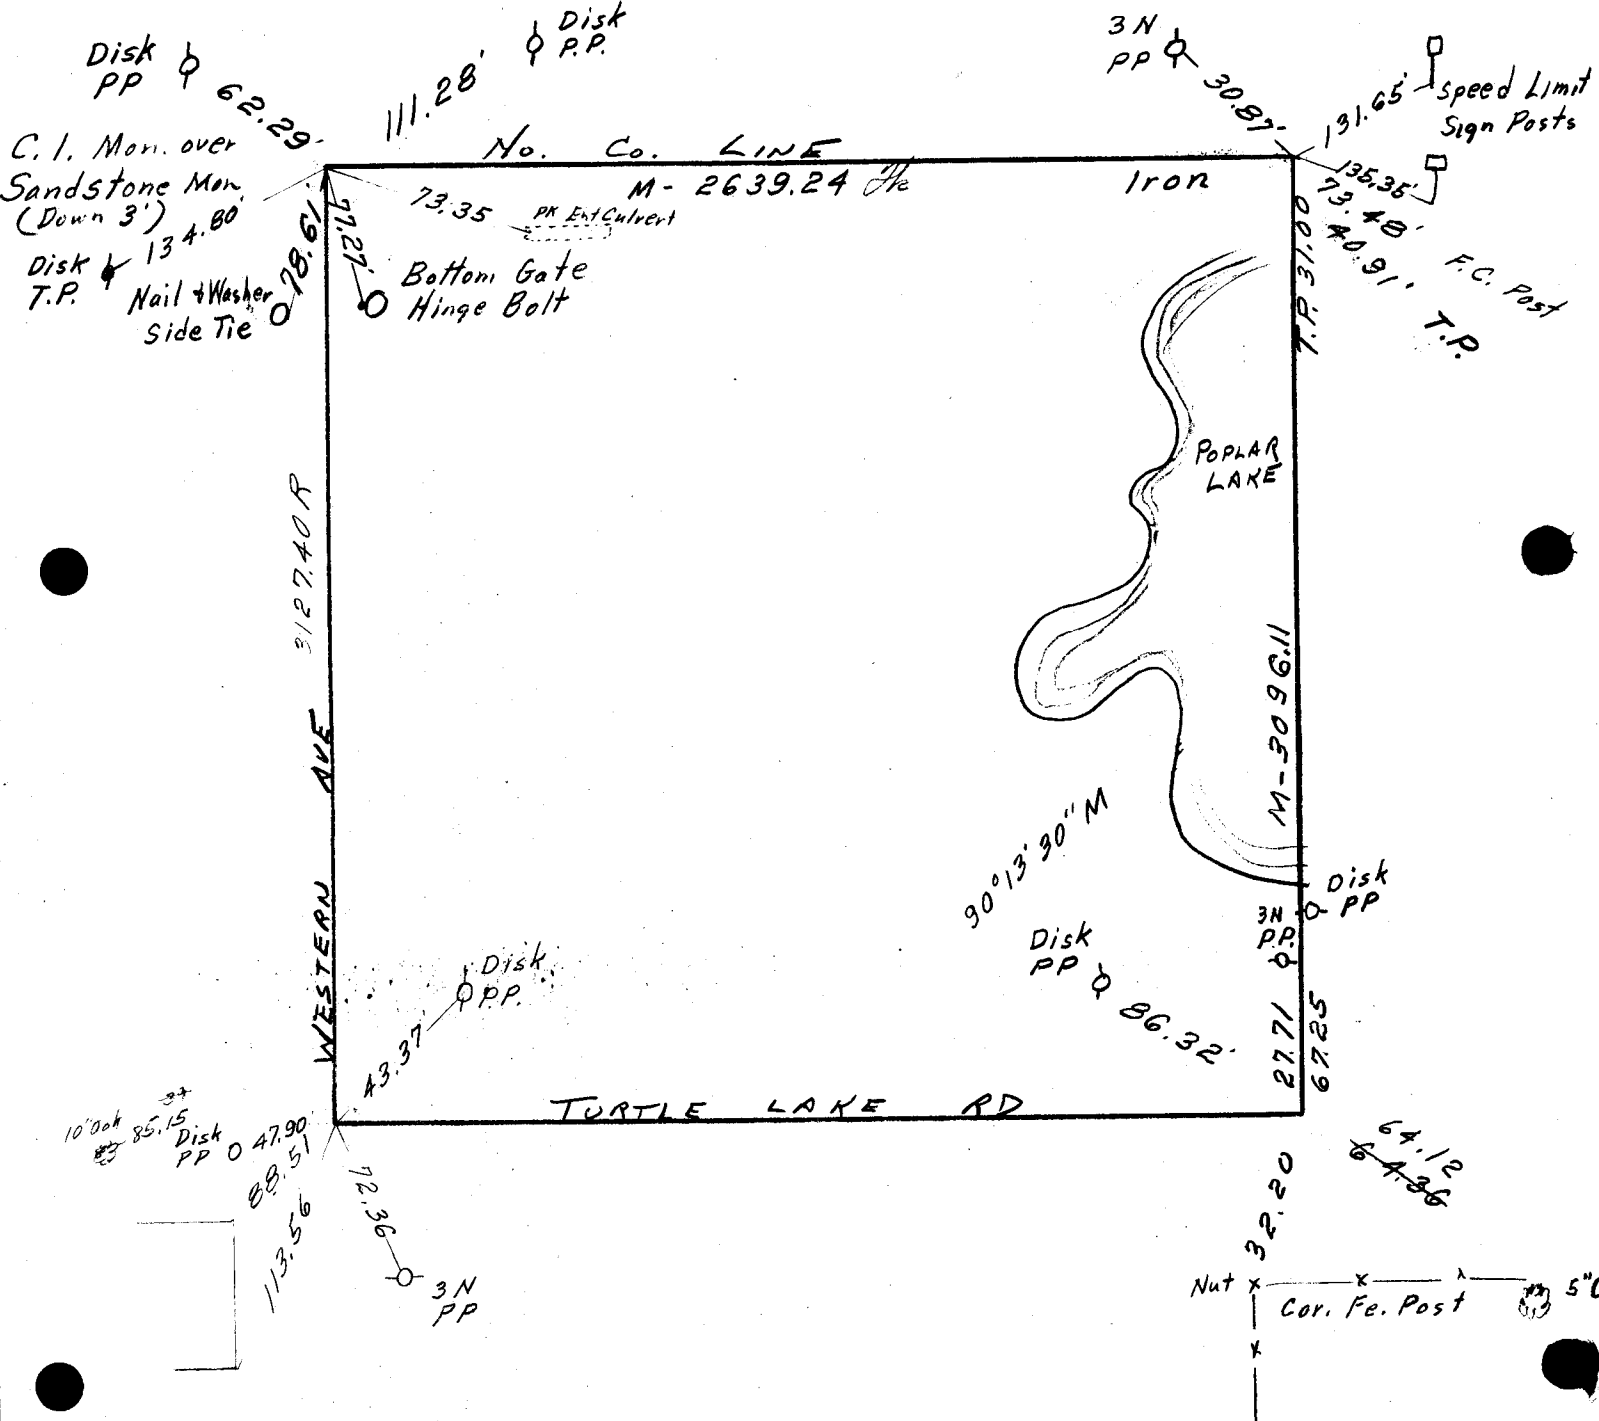 Disk
PP
62.29'
111.28'
Disk
P.P.
3 N
PP
30.87'
131.65'
Speed Limit
Sign Posts
135.35'
73.48'
F.C. Post
40.91'
T.P.
C.I. Mon. over
Sandstone Mon.
(Down 3')
134.80'
Disk
T.P.
Nail & Washer
Side Tie
78.61
77.27'
Bottom Gate
Hinge Bolt
No. Co. LINE
M- 2639.24
Iron
73.35
PK Ent Culvert
T.P. 31.00
POPLAR
LAKE
3127.40 R
WESTERN AVE
M-3096.11
90°13'30" M
Disk
PP
3N
P.P.
Disk
PP
86.32'
27.71
67.25
Disk
P.P.
43.37'
TURTLE LAKE RD
10" Oak
85.15
Disk
PP
47.90
88.51
113.56
72.36
3 N
PP
64.12
64.36
32.20
Nut
Cor. Fe. Post
5"